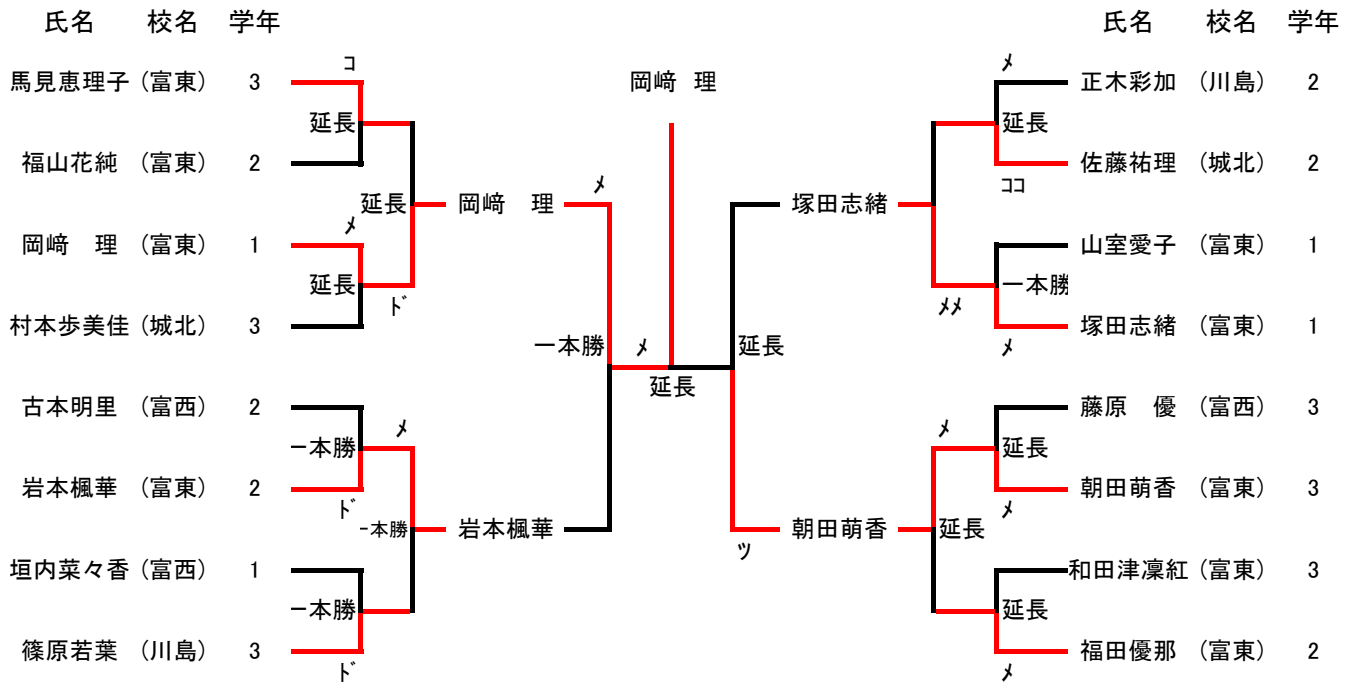 氏名 校名 学年 氏名 校名 学年
コ 岡﨑 理 メ
馬見恵理子 (富東) 3 正木彩加 (川島) 2
延長 延長
福山花純 (富東) 2 佐藤祐理 (城北) 2
ココ
延長 岡﨑 理 メ 塚田志緒
メ
岡﨑 理 (富東) 1 山室愛子 (富東) 1
延長 一本勝
ド メメ
村本歩美佳 (城北) 3 塚田志緒 (富東) 1
一本勝 メ 延長 メ
延長
古本明里 (富西) 2 藤原 優 (富西) 3
メ メ
一本勝 延長
岩本楓華 (富東) 2 朝田萌香 (富東) 3
ド メ
一本勝 岩本楓華 朝田萌香 延長
ツ
垣内菜々香 (富西) 1 和田津凜紅 (富東) 3
一本勝 延長
篠原若葉 (川島) 3 福田優那 (富東) 2
ド メ